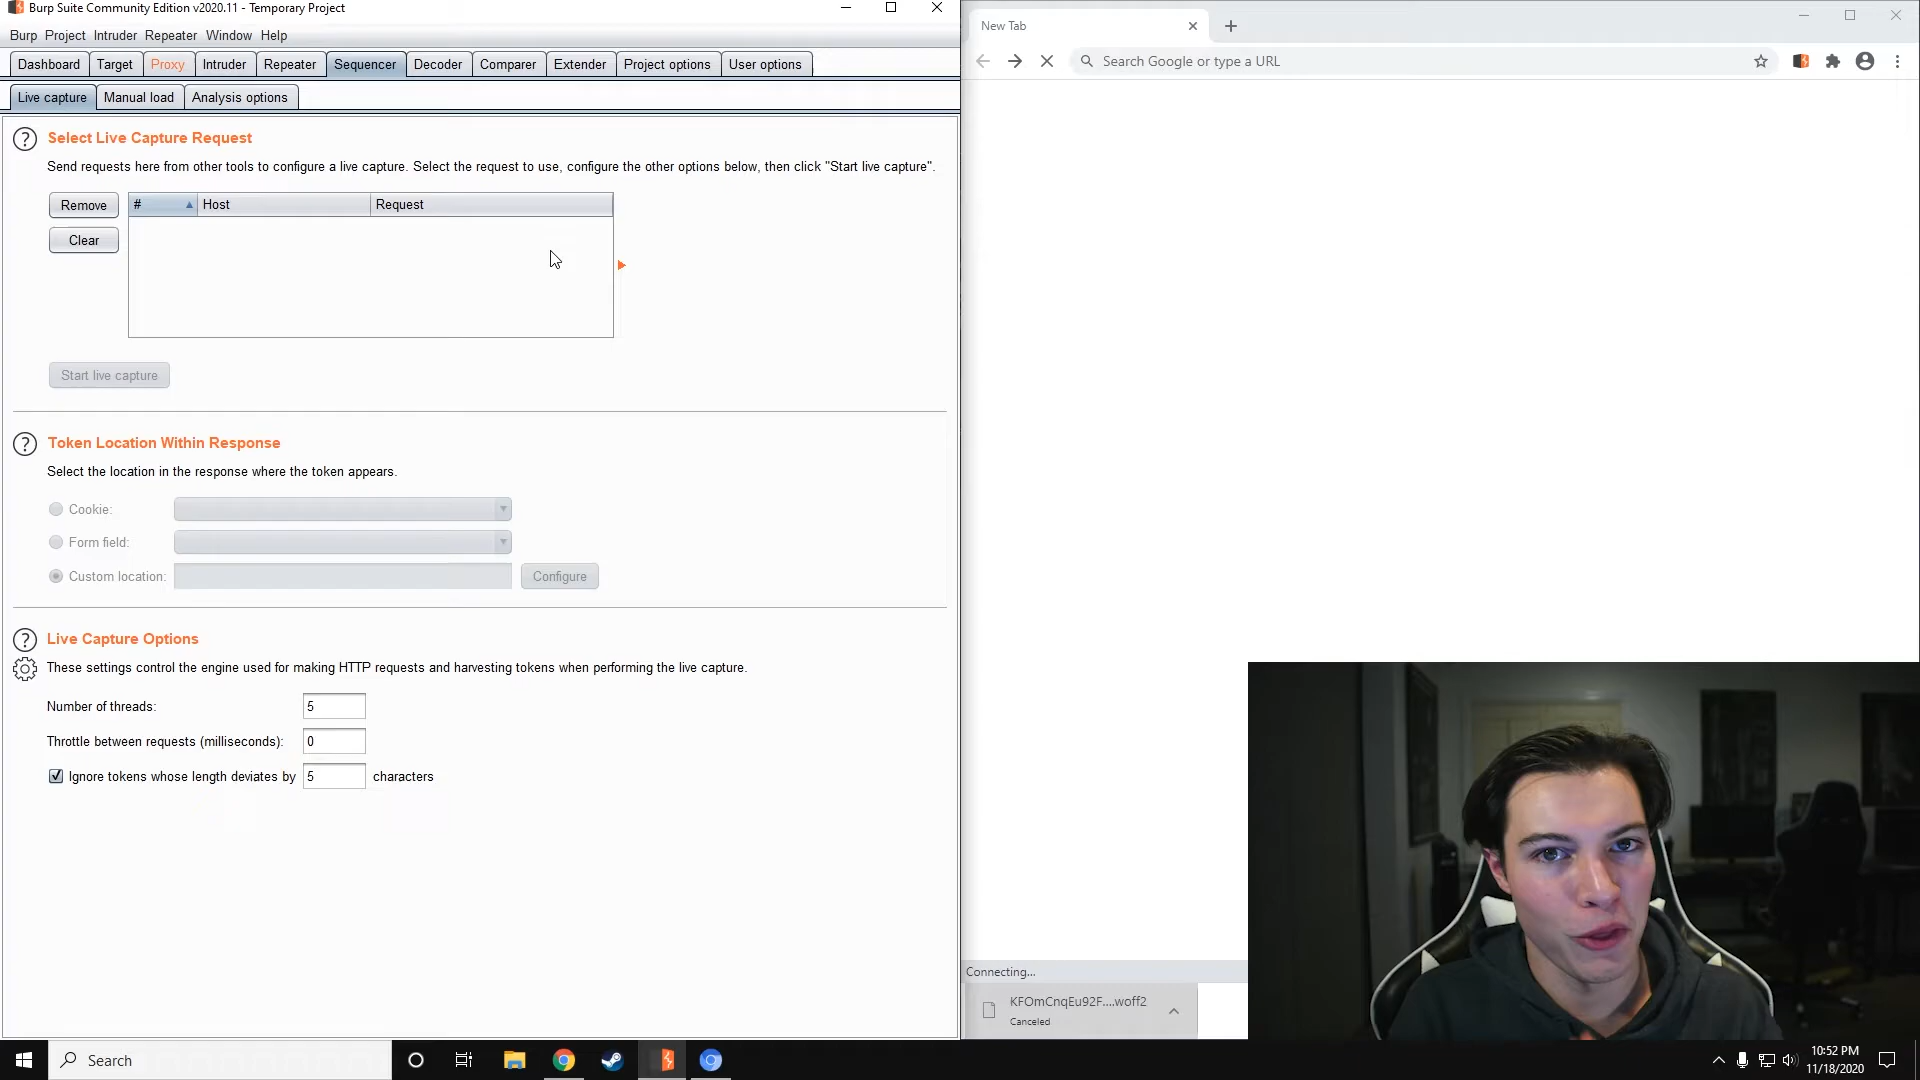 Burp Suite Community Edition v2020.11 - Temporary Project
Burp Project Intruder Repeater Window Help
Dashboard Target Proxy Intruder Repeater Sequencer Decoder Comparer Extender Project options User options
Live capture Manual load Analysis options
? Select Live Capture Request
Send requests here from other tools to configure a live capture. Select the request to use, configure the other options below, then click "Start live capture".
Remove # Host Request
Clear
Start live capture
? Token Location Within Response
Select the location in the response where the token appears.
Cookie:
Form field:
Custom location: Configure
? Live Capture Options
These settings control the engine used for making HTTP requests and harvesting tokens when performing the live capture.
Number of threads: 5
Throttle between requests (milliseconds): 0
Ignore tokens whose length deviates by 5 characters
New Tab
Search Google or type a URL
Connecting...
KFOmCnqEu92F....woff2
Canceled
Search
10:52 PM
11/18/2020